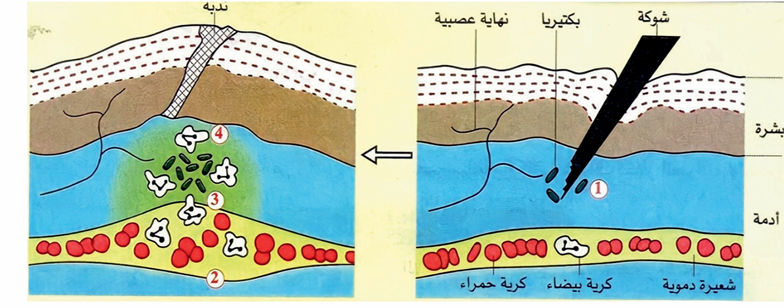 شوكة
بكتيريا
نهاية عصبية
ندبة
بشرة
أدمة
1
4
3
2
شعيرة دموية
كرية بيضاء
كرية حمراء